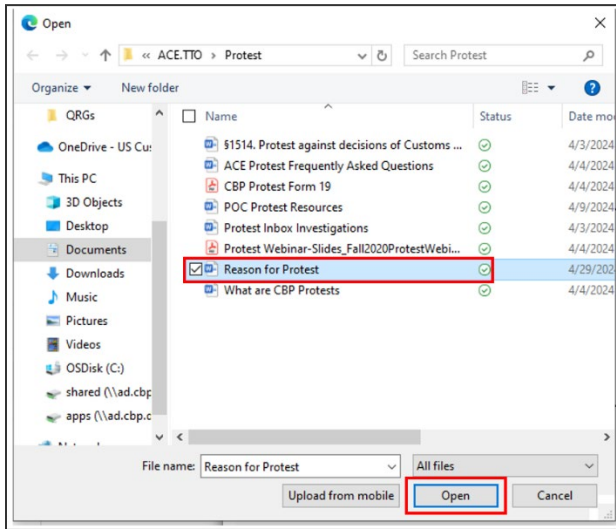 Open
« ACE.TTO > Protest
Search Protest
Organize New folder
Name Status Date mo
QRGs
OneDrive - US Cu
This PC
3D Objects
Desktop
Documents
Downloads
Music
Pictures
Videos
OSDisk (C:)
shared (\\ad.cbp
apps (\\ad.cbp.c
§1514. Protest against decisions of Customs ... 4/3/2024
ACE Protest Frequently Asked Questions 4/4/2024
CBP Protest Form 19 4/4/2024
POC Protest Resources 4/9/2024
Protest Inbox Investigations 4/3/2024
Protest Webinar-Slides_Fall2020ProtestWebi... 4/4/2024
Reason for Protest 4/29/202
What are CBP Protests 4/4/2024
File name: Reason for Protest All files
Upload from mobile Open Cancel